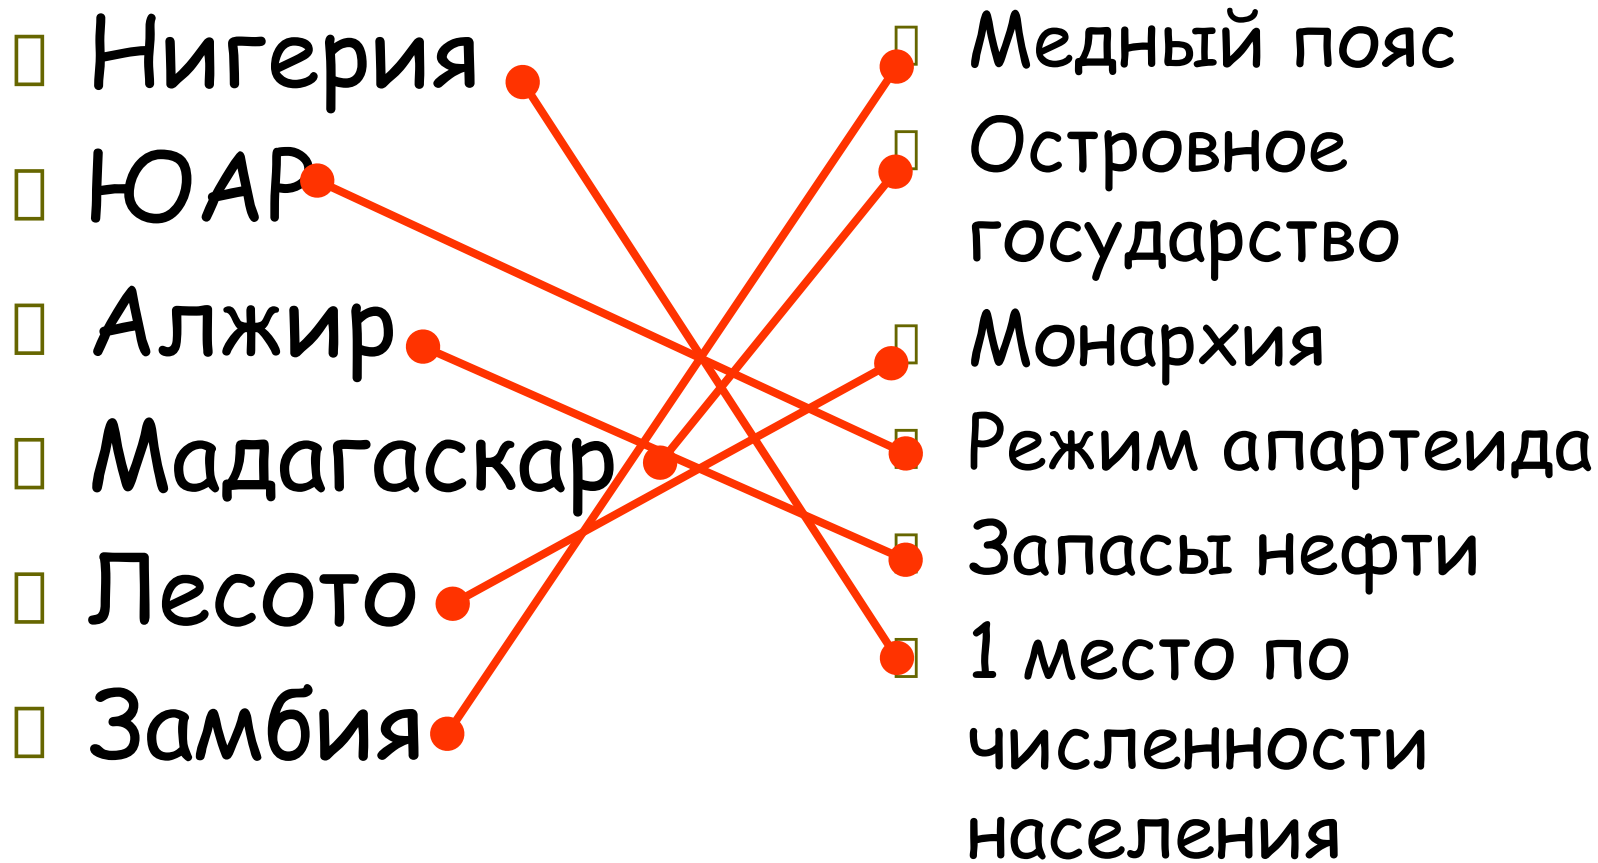 Нигерия
ЮАР
Алжир
Мадагаскар
Лесото
Замбия
Медный пояс
Островное
государство
Монархия
Режим апартеида
Запасы нефти
1 место по
численности
населения